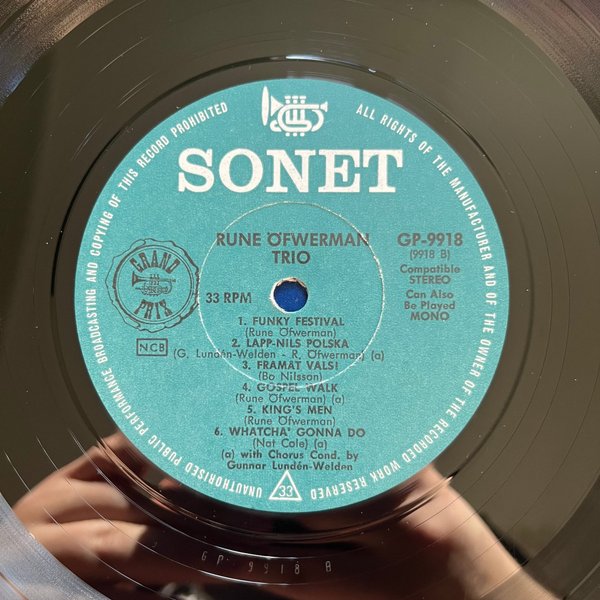 ALL RIGHTS OF THE MANUFACTURER AND OF THE OWNER OF THE RECORDED WORK RESERVED
UNAUTHORISED PUBLIC PERFORMANCE BROADCASTING AND COPYING OF THIS RECORD PROHIBITED
SONET
RUNE ÖFWERMAN
TRIO
GP-9918
(9918 B)
Compatible
STEREO
Can Also
Be Played
MONO
GRAND
PRIX
33 RPM
NCB
1. FUNKY FESTIVAL
(Rune Öfwerman)
2. LAPP-NILS POLSKA
(G. Lundén-Welden - R. Öfwerman) (a)
3. FRAMÅT VALS!
(Bo Nilsson)
4. GOSPEL WALK
(Rune Öfwerman) (a)
5. KING'S MEN
(Rune Öfwerman)
6. WHATCHA' GONNA DO
(Nat Cole) (a)
(a) with Chorus Cond. by
Gunnar Lundén-Welden
33
GP 9918 B